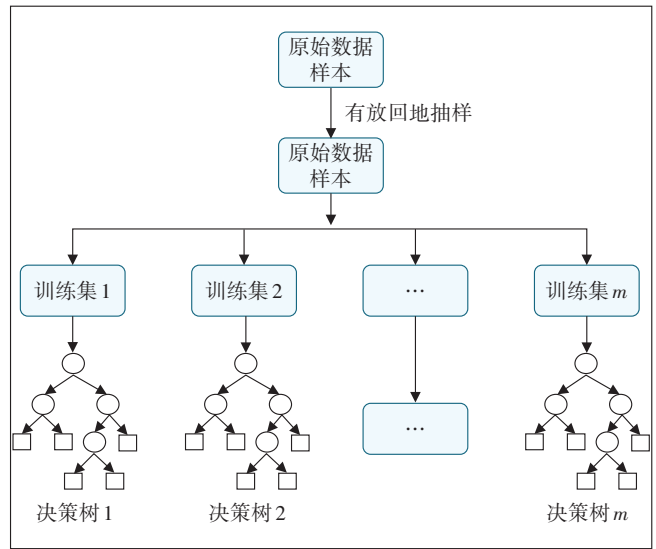 原始数据
样本
有放回地抽样
原始数据
样本
训练集1
训练集2
…
训练集m
…
决策树1
决策树2
决策树m